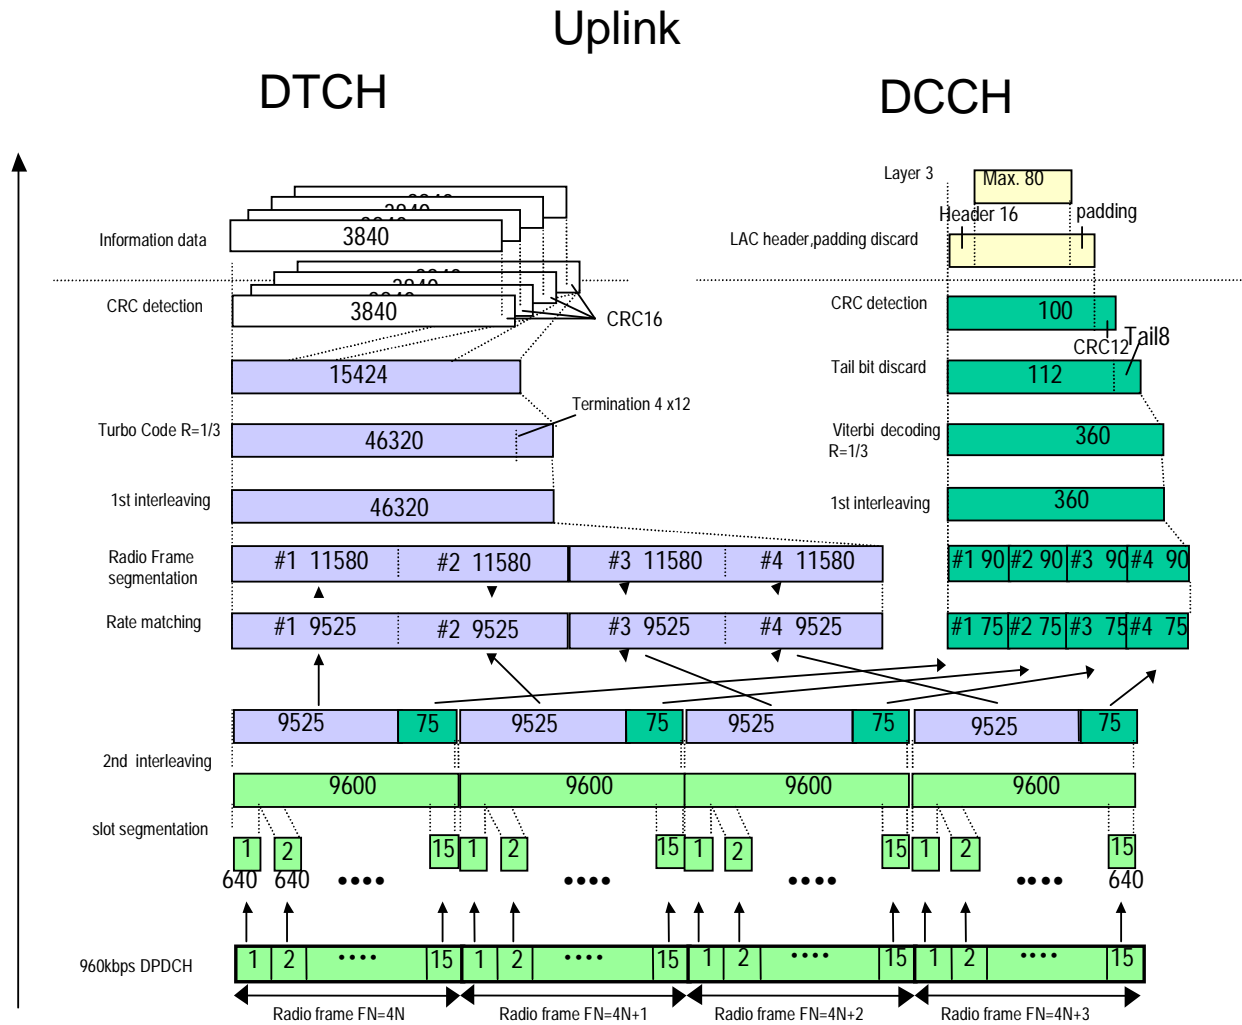 Uplink
DTCH
DCCH
Layer 3
Max. 80
Header 16
padding
3840
3840
3840
Information data
3840
LAC header,padding discard
3840
3840
CRC detection
3840
CRC16
CRC detection
100
CRC12
Tail8
15424
Tail bit discard
112
Termination 4 x12
Turbo Code R=1/3
46320
Viterbi decoding
R=1/3
360
1st interleaving
46320
1st interleaving
360
Radio Frame
segmentation
#1 11580
#2 11580
#3 11580
#4 11580
#1 90
#2 90
#3 90
#4 90
Rate matching
#1 9525
#2 9525
#3 9525
#4 9525
#1 75
#2 75
#3 75
#4 75
9525
75
9525
75
9525
75
9525
75
2nd interleaving
9600
9600
9600
9600
slot segmentation
1
2
15
1
2
15
1
2
15
1
2
15
640
640
••••
••••
••••
••••
640
960kbps DPDCH
1
2
••••
15
1
2
••••
15
1
2
••••
15
1
2
••••
15
Radio frame FN=4N
Radio frame FN=4N+1
Radio frame FN=4N+2
Radio frame FN=4N+3